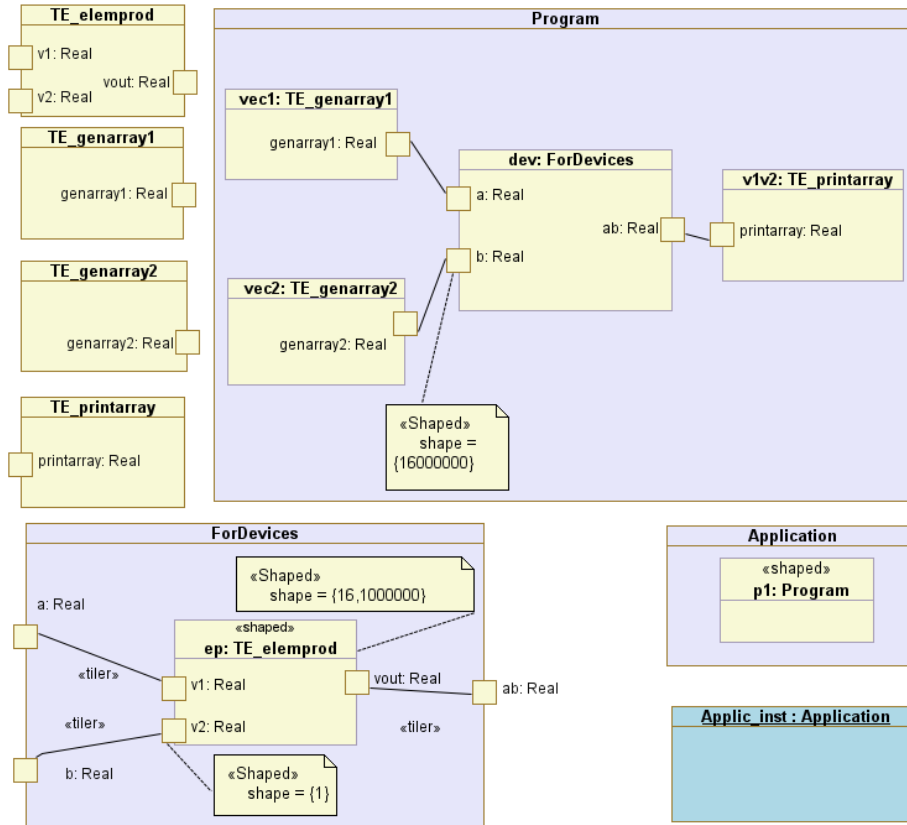 TE_elemprod
v1: Real
vout: Real
v2: Real
TE_genarray1
genarray1: Real
TE_genarray2
genarray2: Real
TE_printarray
printarray: Real
Program
vec1: TE_genarray1
genarray1: Real
vec2: TE_genarray2
genarray2: Real
dev: ForDevices
a: Real
ab: Real
b: Real
v1v2: TE_printarray
printarray: Real
«Shaped»
shape =
{16000000}
ForDevices
«Shaped»
shape = {16,1000000}
a: Real
«shaped»
ep: TE_elemprod
«tiler»
v1: Real
vout: Real
ab: Real
«tiler»
v2: Real
«tiler»
b: Real
«Shaped»
shape = {1}
Application
«shaped»
p1: Program
Applic_inst : Application